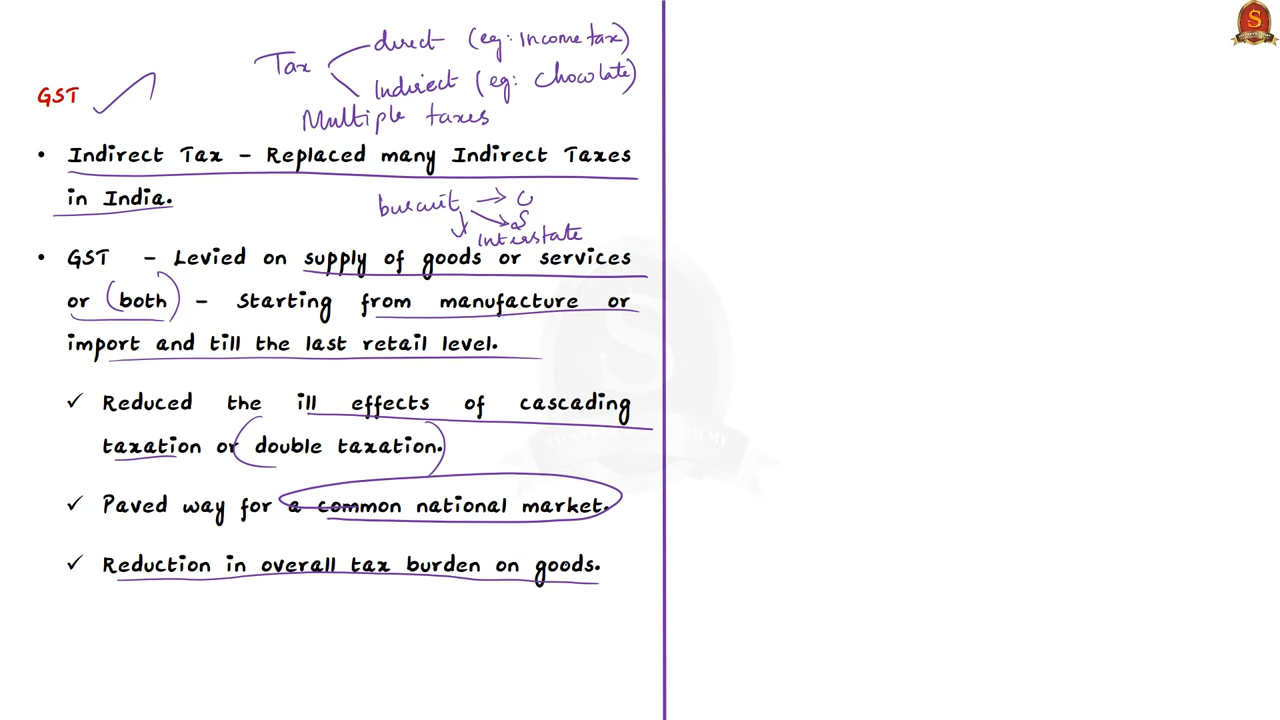 Tax direct (eg: Income tax)
Indirect (eg: Chocolate)
GST
Multiple taxes
• Indirect Tax – Replaced many Indirect Taxes
in India.
biscuit → C
S
Interstate
• GST – Levied on supply of goods or services
or (both) – Starting from manufacture or
import and till the last retail level.
✓ Reduced the ill effects of cascading
taxation or (double taxation.)
✓ Paved way for a common national market.
✓ Reduction in overall tax burden on goods.
S